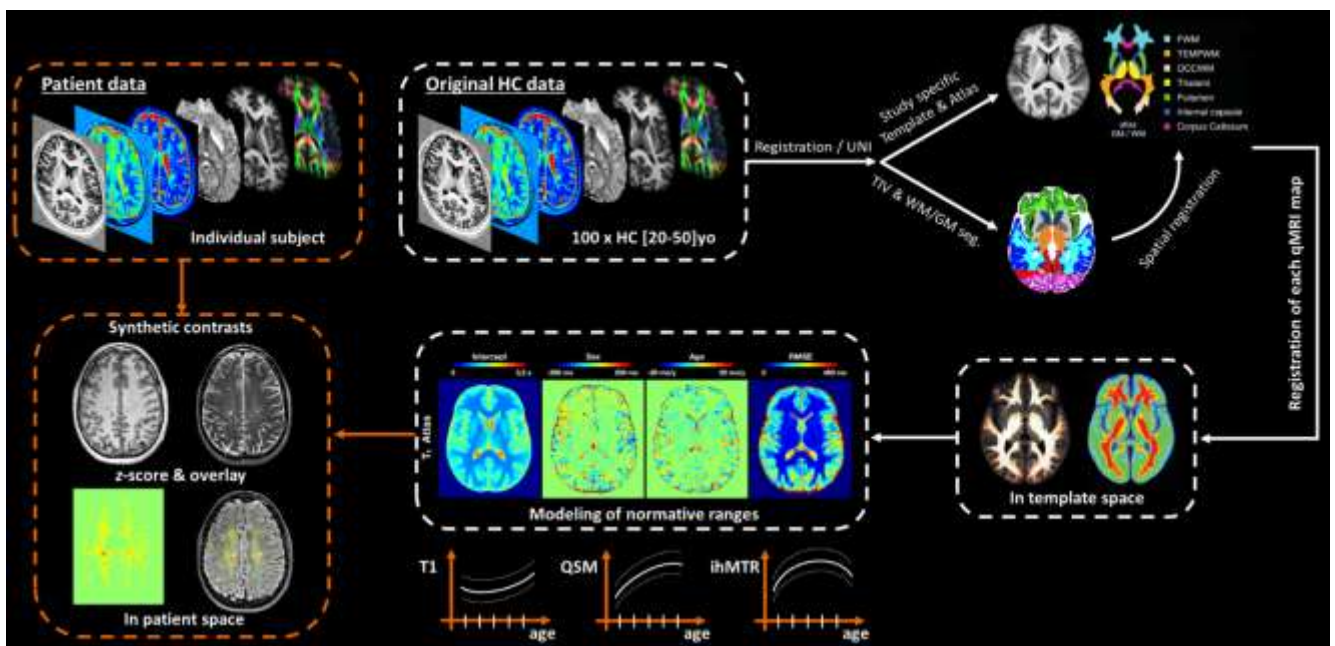 Patient data
Individual subject
Original HC data
100 x HC [20-50]yo
Registration / UNI
Study specific
Template & Atlas
TIV & WM/GM seg.
FWM
TEMPWM
OCCWM
Thalami
Putamen
Internal capsule
Corpus Callosum
GM / WM
Spatial registration
Registration of each qMRI map
Synthetic contrasts
z-score & overlay
In patient space
Intercept
Sex
Age
RMSE
T₁ Atlas
Modeling of normative ranges
In template space
T1
age
QSM
age
ihMTR
age